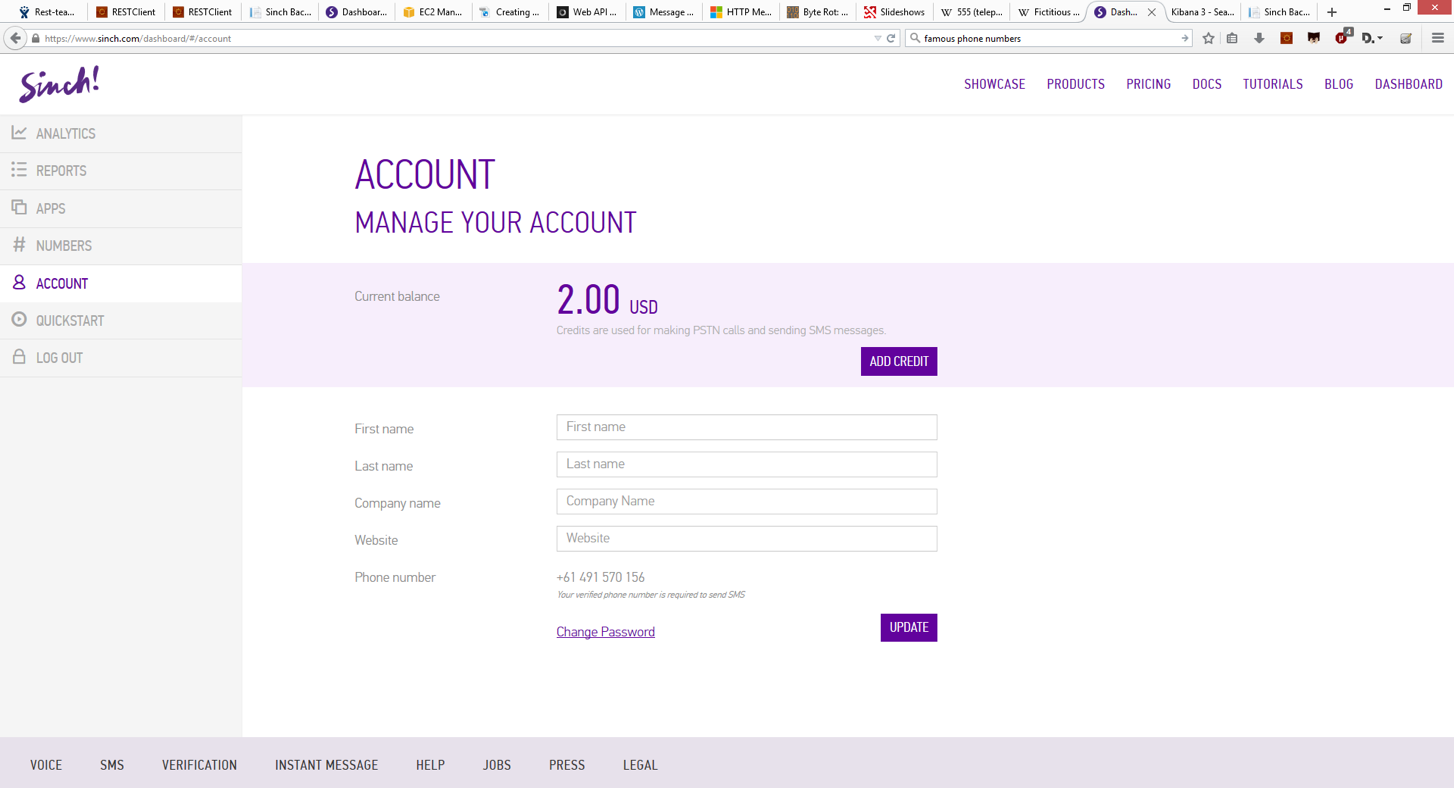 Rest-tea...
RESTClient
RESTClient
Sinch Bac...
Dashboar...
EC2 Man...
Creating ...
Web API ...
Message ...
HTTP Me...
Byte Rot: ...
Slideshows
555 (telep...
Fictitious ...
Dash...
Kibana 3 - Sea...
Sinch Bac...
https://www.sinch.com/dashboard/#/account
famous phone numbers
4
D.
Sinch!
SHOWCASE
PRODUCTS
PRICING
DOCS
TUTORIALS
BLOG
DASHBOARD
ANALYTICS
REPORTS
APPS
NUMBERS
ACCOUNT
QUICKSTART
LOG OUT
ACCOUNT
MANAGE YOUR ACCOUNT
Current balance
2.00 USD
Credits are used for making PSTN calls and sending SMS messages.
ADD CREDIT
First name
First name
Last name
Last name
Company name
Company Name
Website
Website
Phone number
+61 491 570 156
Your verified phone number is required to send SMS
Change Password
UPDATE
VOICE
SMS
VERIFICATION
INSTANT MESSAGE
HELP
JOBS
PRESS
LEGAL